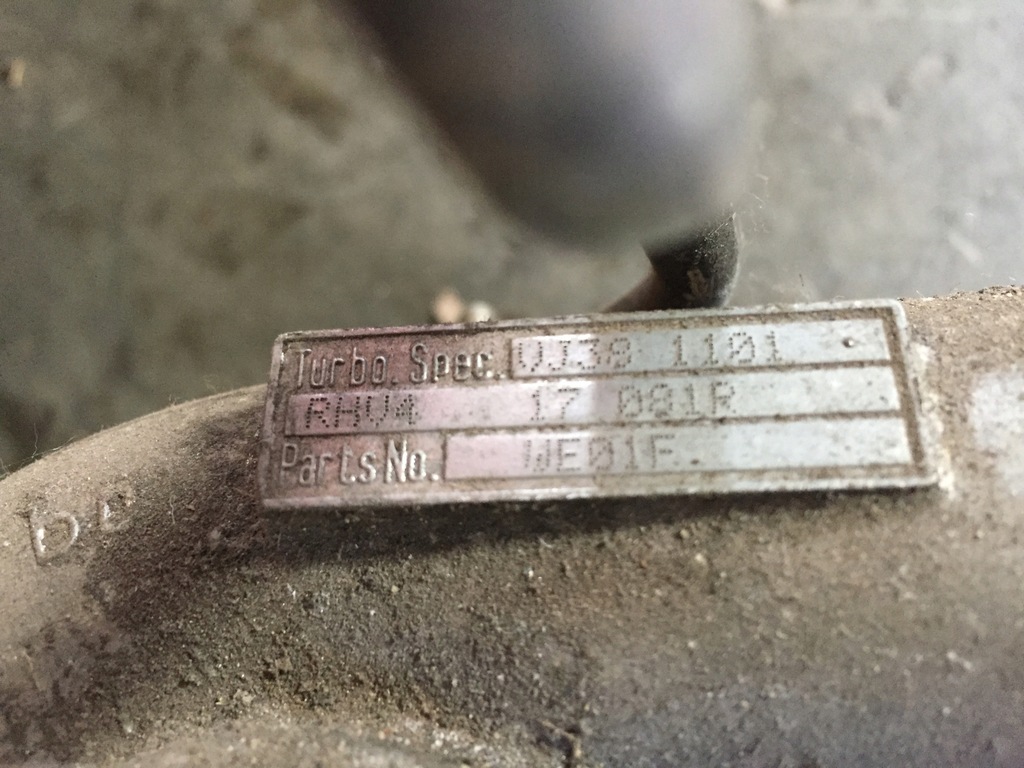 Turbo. Spec. VJ38 1101
RHV4 17 081R
Parts No. WE01F